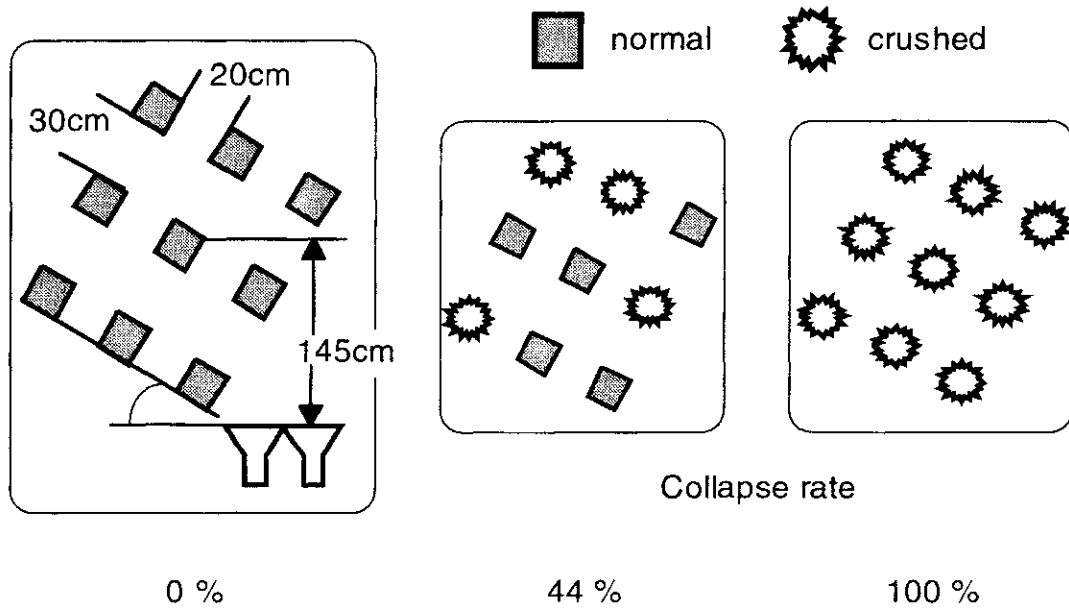 normal
crushed
20cm
30cm
145cm
Collapse rate
0 %
44 %
100 %